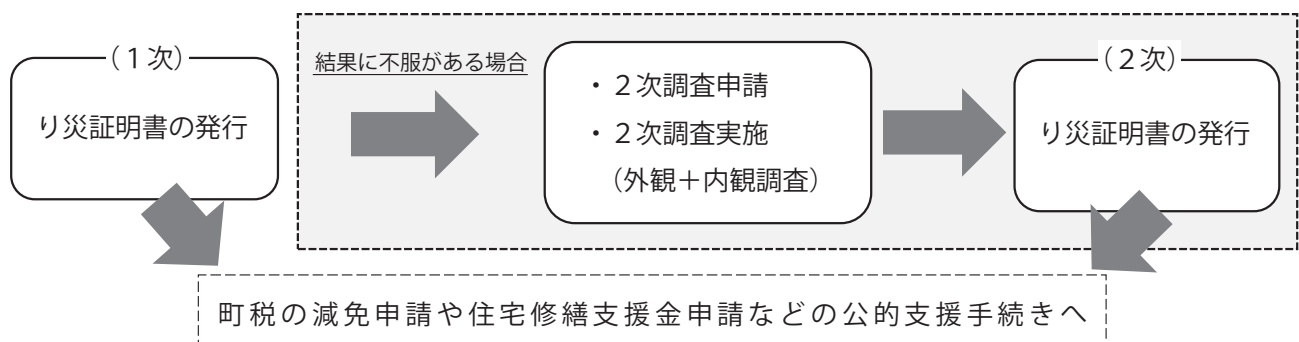 （１次）
り災証明書の発行
結果に不服がある場合
・２次調査申請
・２次調査実施
（外観＋内観調査）
（２次）
り災証明書の発行
町税の減免申請や住宅修繕支援金申請などの公的支援手続きへ